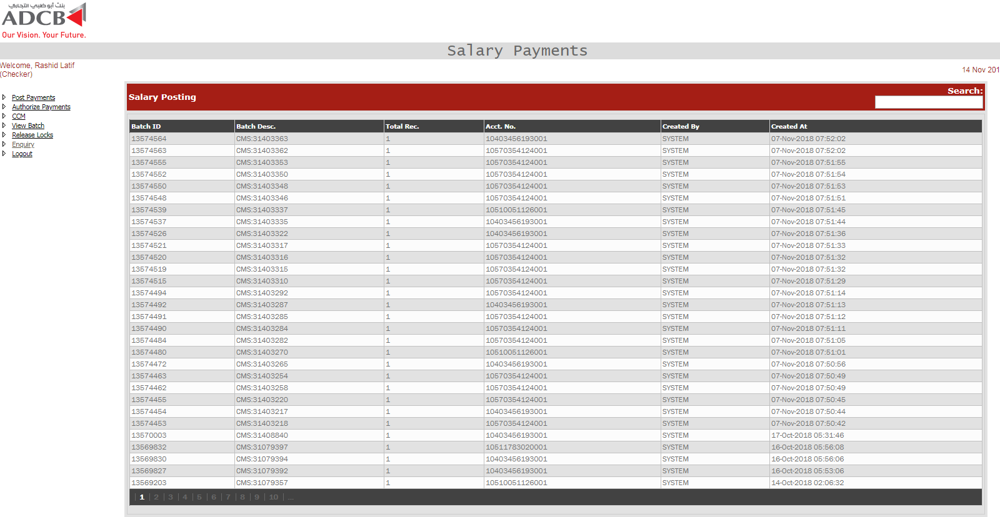 بنك أبوظبي التجاري
ADCB
Our Vision. Your Future.
Salary Payments
Welcome, Rashid Latif
(Checker)
14 Nov 201
Post Payments
Authorize Payments
CCM
View Batch
Release Locks
Enquiry
Logout
Salary Posting
Search:
Batch ID Batch Desc. Total Rec. Acct. No. Created By Created At
13574564 CMS:31403363 1 10403456193001 SYSTEM 07-Nov-2018 07:52:02
13574563 CMS:31403362 1 10570354124001 SYSTEM 07-Nov-2018 07:52:02
13574555 CMS:31403353 1 10570354124001 SYSTEM 07-Nov-2018 07:51:55
13574552 CMS:31403350 1 10570354124001 SYSTEM 07-Nov-2018 07:51:54
13574550 CMS:31403348 1 10570354124001 SYSTEM 07-Nov-2018 07:51:53
13574548 CMS:31403346 1 10570354124001 SYSTEM 07-Nov-2018 07:51:51
13574539 CMS:31403337 1 10510051126001 SYSTEM 07-Nov-2018 07:51:45
13574537 CMS:31403335 1 10403456193001 SYSTEM 07-Nov-2018 07:51:44
13574526 CMS:31403322 1 10403456193001 SYSTEM 07-Nov-2018 07:51:36
13574521 CMS:31403317 1 10570354124001 SYSTEM 07-Nov-2018 07:51:33
13574520 CMS:31403316 1 10570354124001 SYSTEM 07-Nov-2018 07:51:32
13574519 CMS:31403315 1 10570354124001 SYSTEM 07-Nov-2018 07:51:32
13574515 CMS:31403310 1 10570354124001 SYSTEM 07-Nov-2018 07:51:29
13574494 CMS:31403292 1 10570354124001 SYSTEM 07-Nov-2018 07:51:14
13574492 CMS:31403287 1 10403456193001 SYSTEM 07-Nov-2018 07:51:13
13574491 CMS:31403285 1 10570354124001 SYSTEM 07-Nov-2018 07:51:12
13574490 CMS:31403284 1 10570354124001 SYSTEM 07-Nov-2018 07:51:11
13574484 CMS:31403282 1 10570354124001 SYSTEM 07-Nov-2018 07:51:05
13574480 CMS:31403270 1 10510051126001 SYSTEM 07-Nov-2018 07:51:01
13574472 CMS:31403265 1 10403456193001 SYSTEM 07-Nov-2018 07:50:56
13574463 CMS:31403254 1 10570354124001 SYSTEM 07-Nov-2018 07:50:49
13574462 CMS:31403258 1 10570354124001 SYSTEM 07-Nov-2018 07:50:49
13574455 CMS:31403220 1 10570354124001 SYSTEM 07-Nov-2018 07:50:45
13574454 CMS:31403217 1 10403456193001 SYSTEM 07-Nov-2018 07:50:44
13574453 CMS:31403218 1 10570354124001 SYSTEM 07-Nov-2018 07:50:42
13570003 CMS:31408840 1 10403456193001 SYSTEM 17-Oct-2018 05:31:46
13569832 CMS:31079397 1 10511783020001 SYSTEM 16-Oct-2018 05:56:08
13569830 CMS:31079394 1 10403456193001 SYSTEM 16-Oct-2018 05:56:06
13569827 CMS:31079392 1 10403456193001 SYSTEM 16-Oct-2018 05:53:06
13569203 CMS:31079357 1 10510051126001 SYSTEM 14-Oct-2018 02:06:32
| 1 | 2 | 3 | 4 | 5 | 6 | 7 | 8 | 9 | 10 | ...